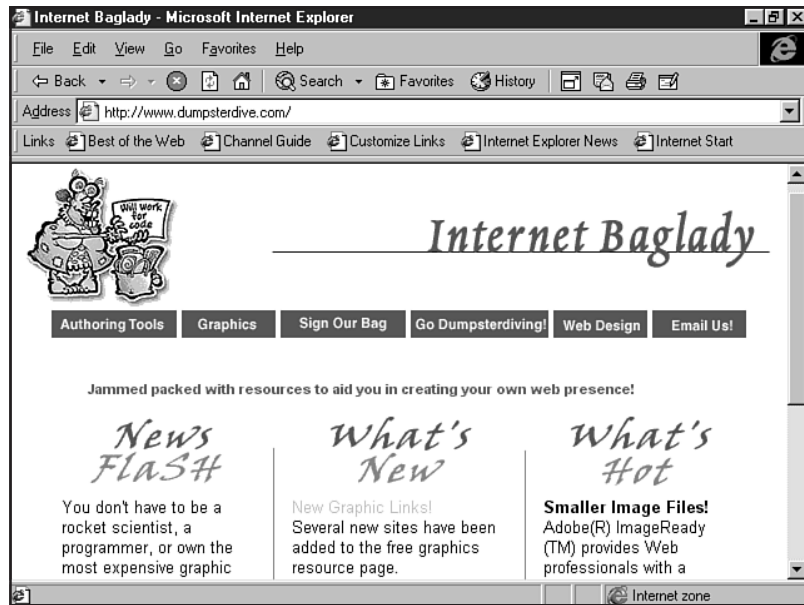 Internet Baglady - Microsoft Internet Explorer
File Edit View Go Favorites Help
Back Search Favorites History
Address http://www.dumpsterdive.com/
Links Best of the Web Channel Guide Customize Links Internet Explorer News Internet Start
Will work
for
code
Internet Baglady
Authoring Tools Graphics Sign Our Bag Go Dumpsterdiving! Web Design Email Us!
Jammed packed with resources to aid you in creating your own web presence!
News
FlaSH
What's
New
What's
Hot
You don't have to be a
rocket scientist, a
programmer, or own the
most expensive graphic
New Graphic Links!
Several new sites have been
added to the free graphics
resource page.
Smaller Image Files!
Adobe(R) ImageReady
(TM) provides Web
professionals with a
Internet zone